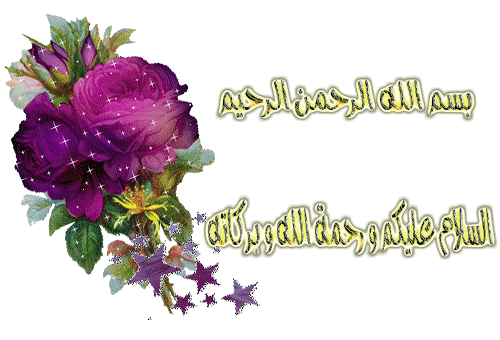 بسم الله الرحمن الرحيم
السلام عليكم ورحمة الله وبركاته